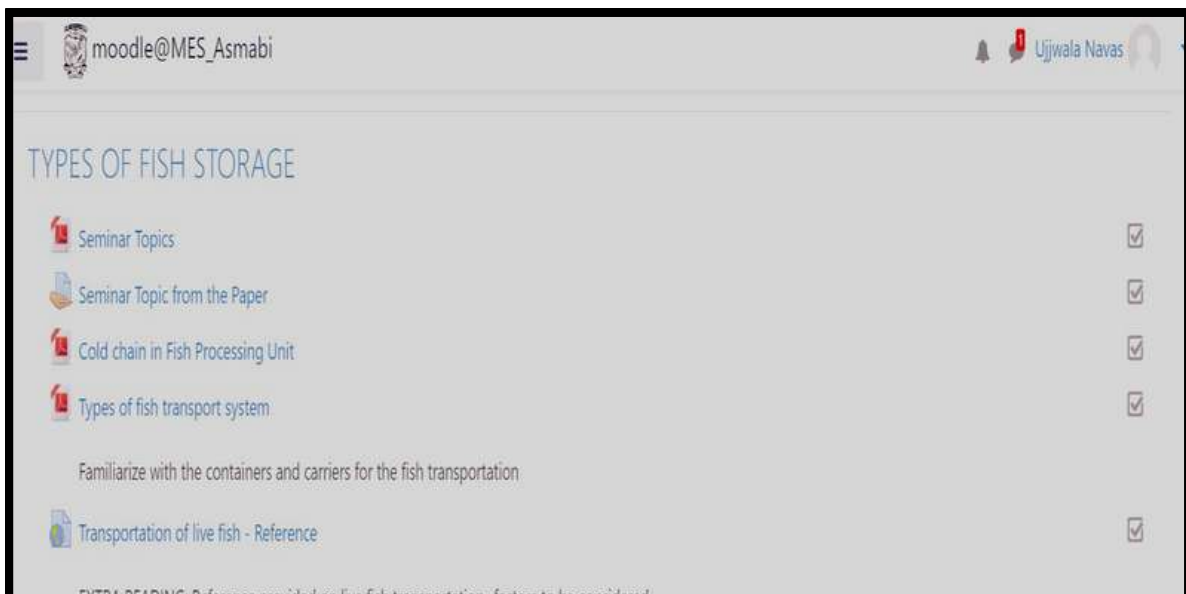 moodle@MES_Asmabi
1
Ujjwala Navas
TYPES OF FISH STORAGE
Seminar Topics
Seminar Topic from the Paper
Cold chain in Fish Processing Unit
Types of fish transport system
Familiarize with the containers and carriers for the fish transportation
Transportation of live fish - Reference